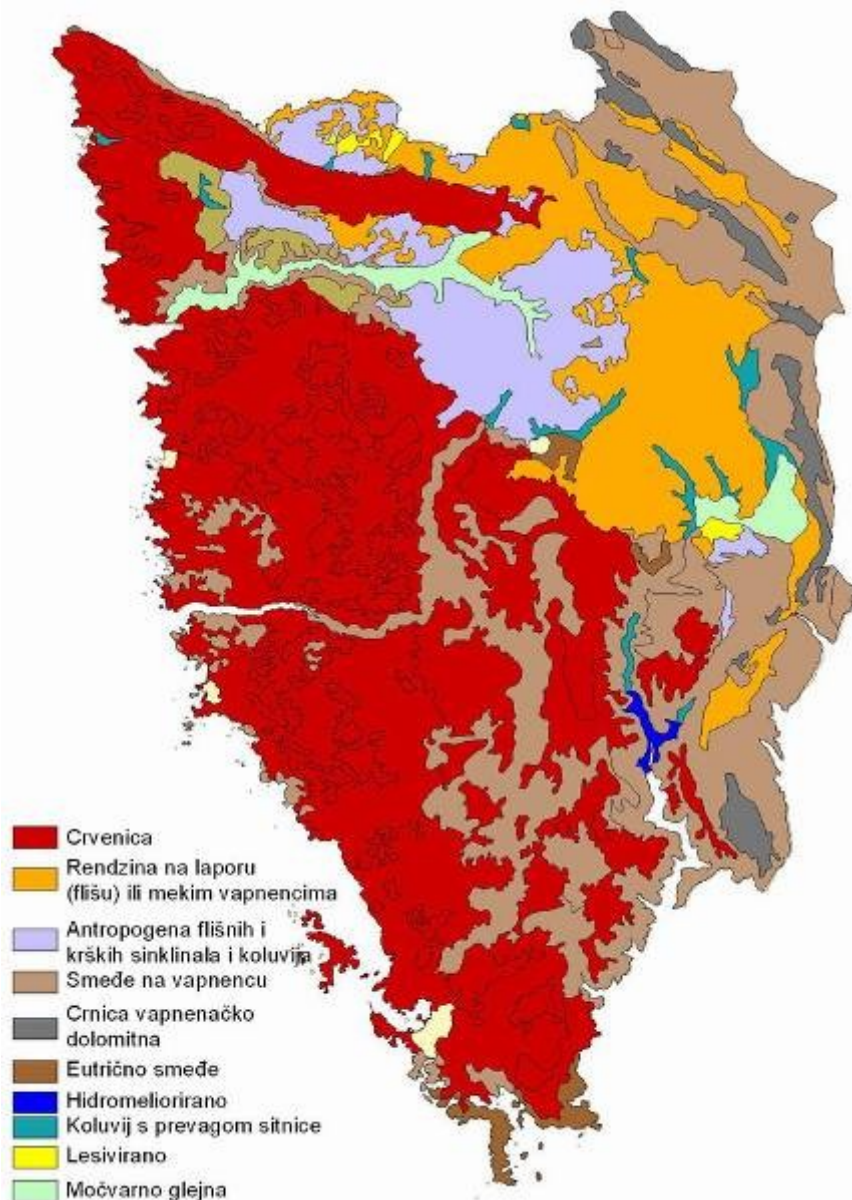 Crvenica
Rendzina na laporu
(flišu) ili mekim vapnencima
Antropogena flišnih i
krških sinklinala i koluvija
Smeđe na vapnencu
Crnica vapnenačko
dolomitna
Eutrično smeđe
Hidromeliorirano
Koluvij s prevagom sitnice
Lesivirano
Močvarno glejna